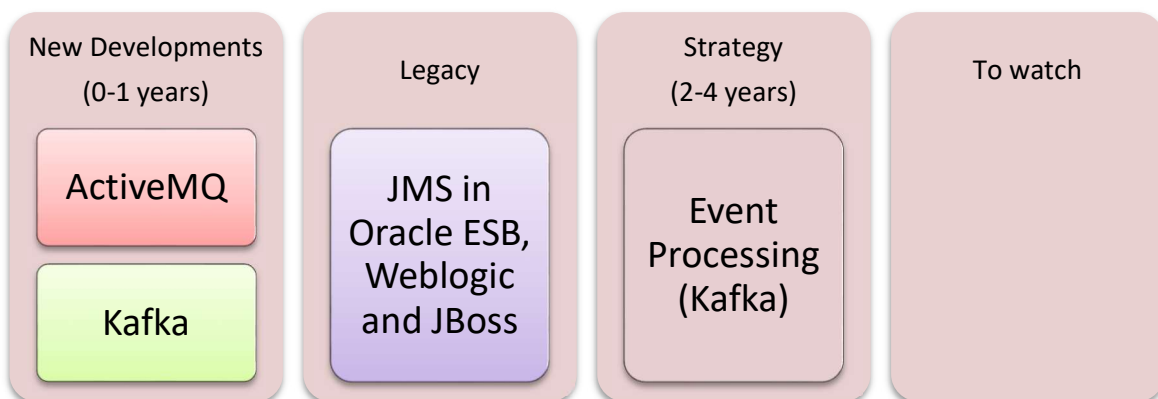 New Developments
(0-1 years)
ActiveMQ
Kafka
Legacy
JMS in
Oracle ESB,
Weblogic
and JBoss
Strategy
(2-4 years)
Event
Processing
(Kafka)
To watch